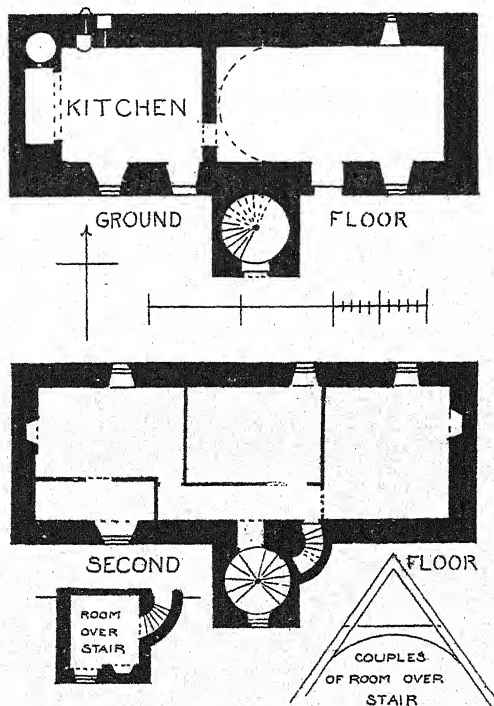 KITCHEN
GROUND FLOOR
SECOND FLOOR
ROOM
OVER
STAIR
COUPLES
OF ROOM OVER
STAIR